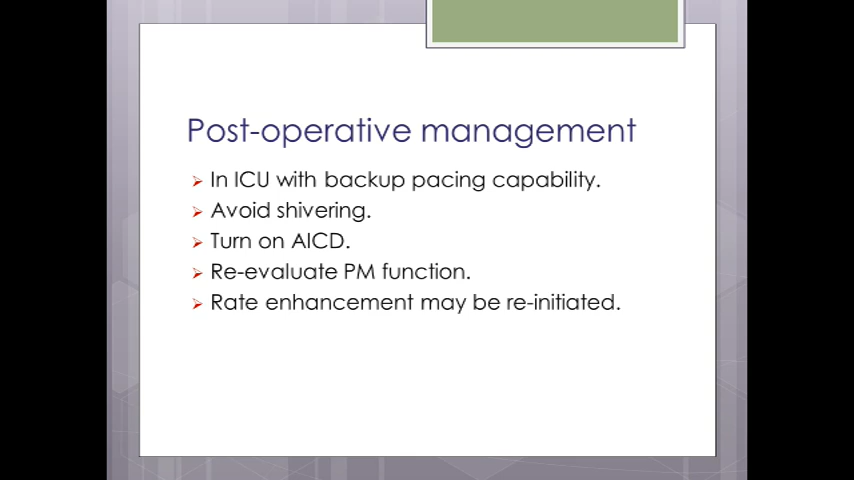 Post-operative management
In ICU with backup pacing capability.
Avoid shivering.
Turn on AICD.
Re-evaluate PM function.
Rate enhancement may be re-initiated.